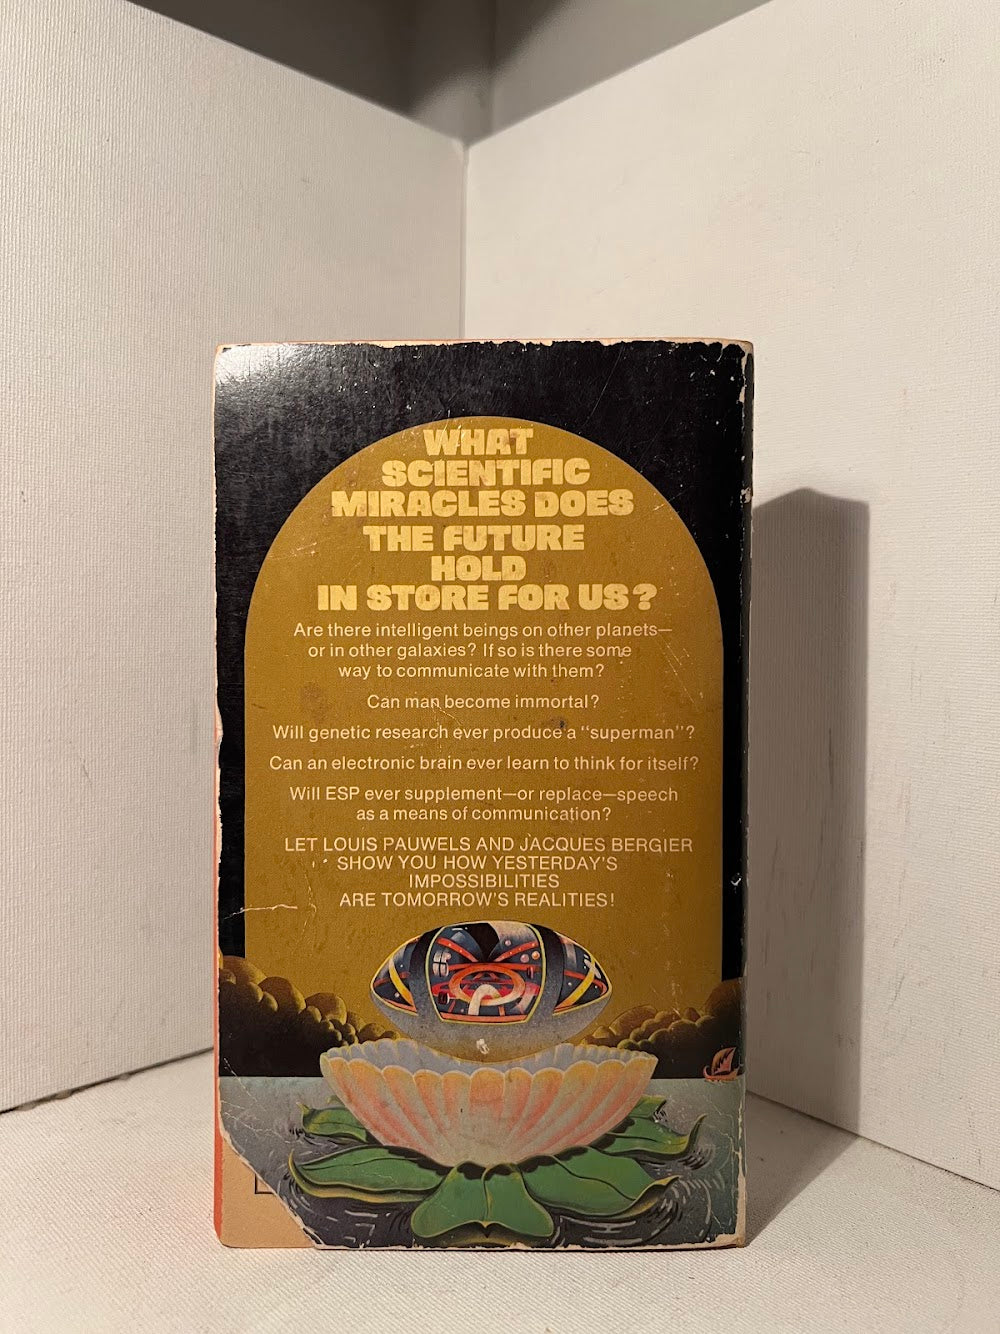 WHAT
SCIENTIFIC
MIRACLES DOES
THE FUTURE
HOLD
IN STORE FOR US?
Are there intelligent beings on other planets—
or in other galaxies? If so is there some
way to communicate with them?
Can man become immortal?
Will genetic research ever produce a "superman"?
Can an electronic brain ever learn to think for itself?
Will ESP ever supplement—or replace—speech
as a means of communication?
LET LOUIS PAUWELS AND JACQUES BERGIER
SHOW YOU HOW YESTERDAY'S
IMPOSSIBILITIES
ARE TOMORROW'S REALITIES!